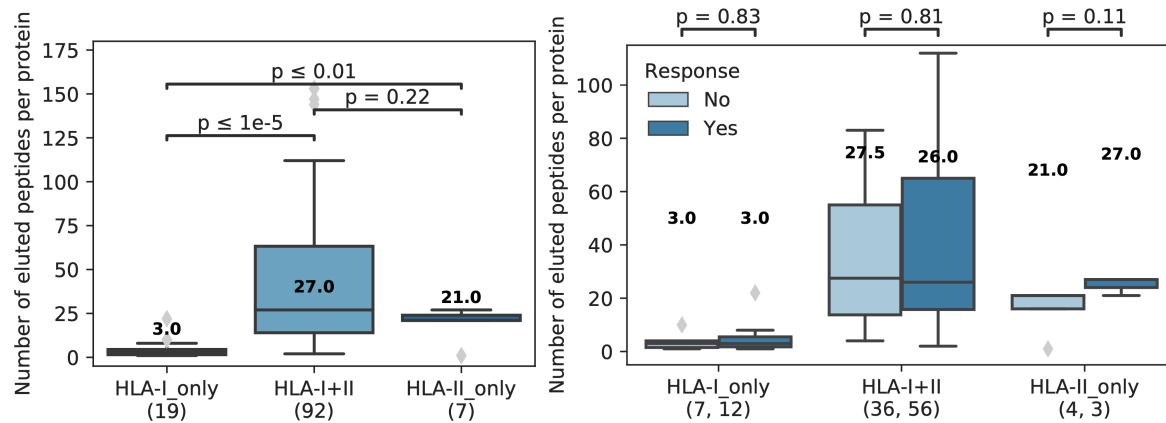 Number of eluted peptides per protein
175
150
125
100
75
50
25
0
p ≤ 0.01
p = 0.22
p ≤ 1e-5
3.0
27.0
21.0
HLA-I_only
(19)
HLA-I+II
(92)
HLA-II_only
(7)
Number of eluted peptides per protein
100
80
60
40
20
0
p = 0.83
p = 0.81
p = 0.11
Response
No
Yes
3.0
3.0
27.5
26.0
21.0
27.0
HLA-I_only
(7, 12)
HLA-I+II
(36, 56)
HLA-II_only
(4, 3)